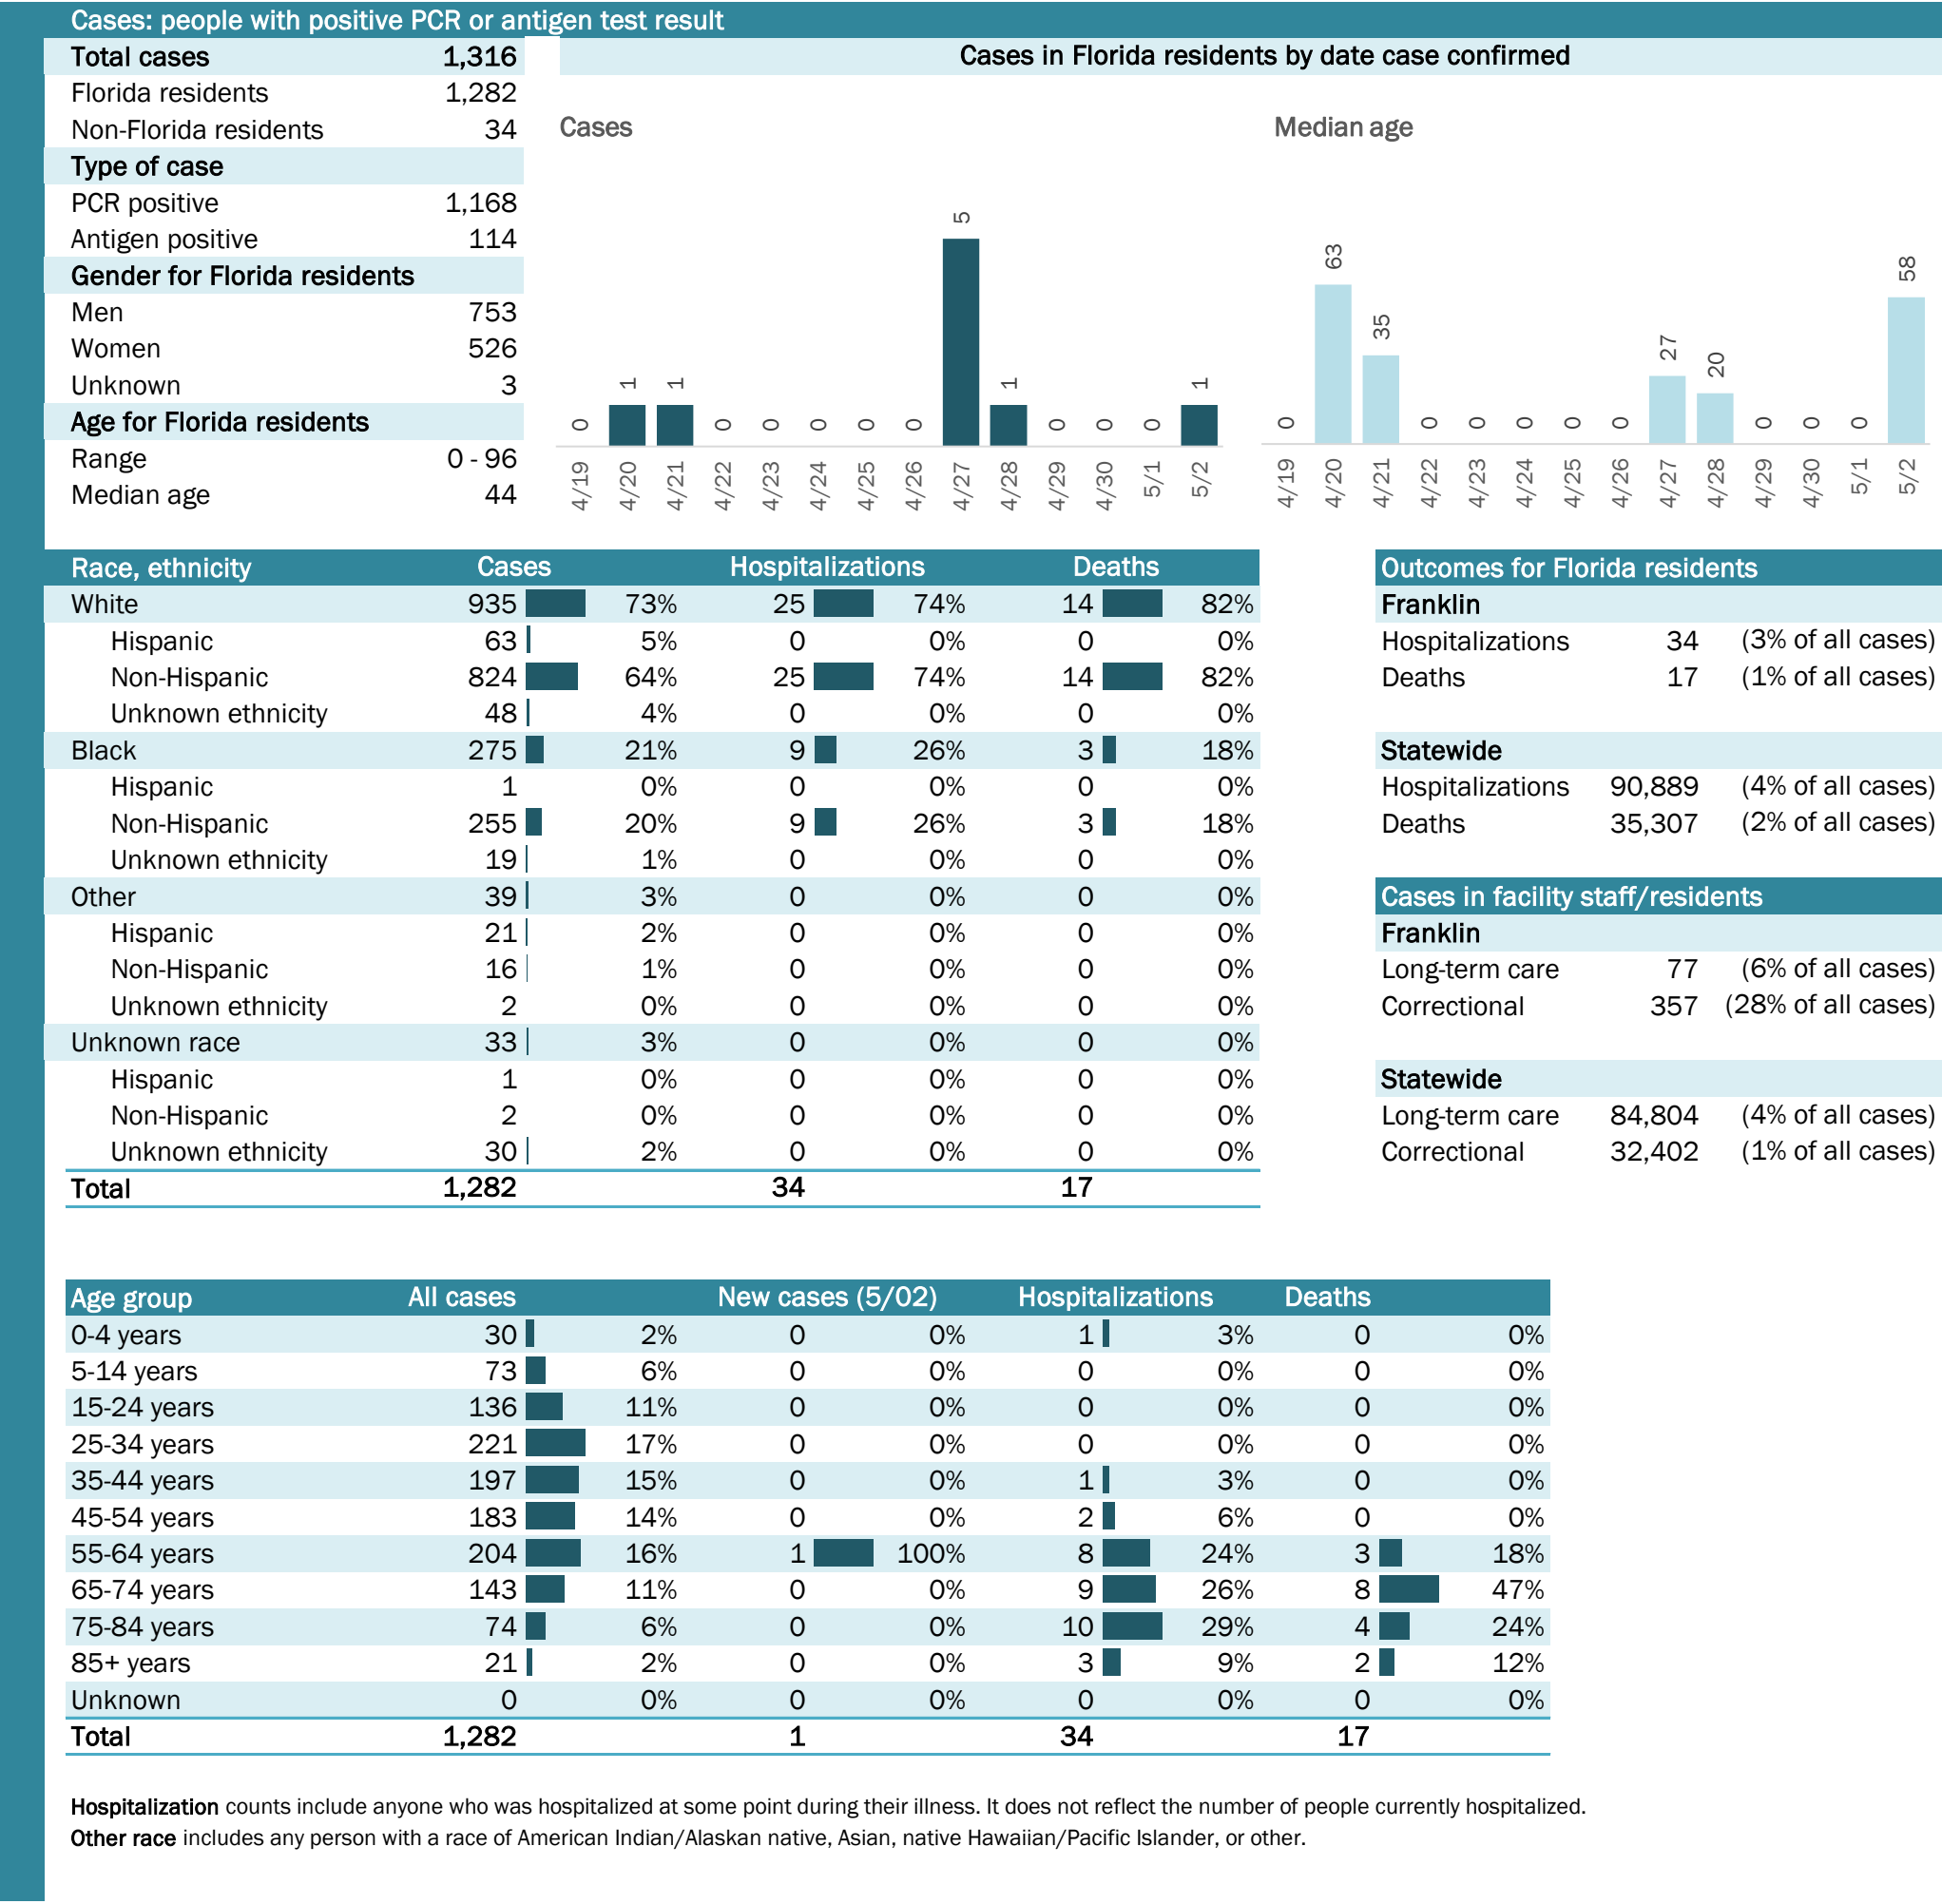 Cases: people with positive PCR or antigen test result
Total cases 1,316
Florida residents 1,282
Non-Florida residents 34
Type of case
PCR positive 1,168
Antigen positive 114
Gender for Florida residents
Men 753
Women 526
Unknown 3
Age for Florida residents
Range 0 - 96
Median age 44
Cases in Florida residents by date case confirmed
Cases
0 1 1 0 0 0 0 0 5 1 0 0 0 1
4/19 4/20 4/21 4/22 4/23 4/24 4/25 4/26 4/27 4/28 4/29 4/30 5/1 5/2
Median age
0 63 35 0 0 0 0 0 27 20 0 0 0 58
4/19 4/20 4/21 4/22 4/23 4/24 4/25 4/26 4/27 4/28 4/29 4/30 5/1 5/2
Race, ethnicity Cases Hospitalizations Deaths
White 935 73% 25 74% 14 82%
Hispanic 63 5% 0 0% 0 0%
Non-Hispanic 824 64% 25 74% 14 82%
Unknown ethnicity 48 4% 0 0% 0 0%
Black 275 21% 9 26% 3 18%
Hispanic 1 0% 0 0% 0 0%
Non-Hispanic 255 20% 9 26% 3 18%
Unknown ethnicity 19 1% 0 0% 0 0%
Other 39 3% 0 0% 0 0%
Hispanic 21 2% 0 0% 0 0%
Non-Hispanic 16 1% 0 0% 0 0%
Unknown ethnicity 2 0% 0 0% 0 0%
Unknown race 33 3% 0 0% 0 0%
Hispanic 1 0% 0 0% 0 0%
Non-Hispanic 2 0% 0 0% 0 0%
Unknown ethnicity 30 2% 0 0% 0 0%
Total 1,282 34 17
Outcomes for Florida residents
Franklin
Hospitalizations 34 (3% of all cases)
Deaths 17 (1% of all cases)
Statewide
Hospitalizations 90,889 (4% of all cases)
Deaths 35,307 (2% of all cases)
Cases in facility staff/residents
Franklin
Long-term care 77 (6% of all cases)
Correctional 357 (28% of all cases)
Statewide
Long-term care 84,804 (4% of all cases)
Correctional 32,402 (1% of all cases)
Age group All cases New cases (5/02) Hospitalizations Deaths
0-4 years 30 2% 0 0% 1 3% 0 0%
5-14 years 73 6% 0 0% 0 0% 0 0%
15-24 years 136 11% 0 0% 0 0% 0 0%
25-34 years 221 17% 0 0% 0 0% 0 0%
35-44 years 197 15% 0 0% 1 3% 0 0%
45-54 years 183 14% 0 0% 2 6% 0 0%
55-64 years 204 16% 1 100% 8 24% 3 18%
65-74 years 143 11% 0 0% 9 26% 8 47%
75-84 years 74 6% 0 0% 10 29% 4 24%
85+ years 21 2% 0 0% 3 9% 2 12%
Unknown 0 0% 0 0% 0 0% 0 0%
Total 1,282 1 34 17
Hospitalization counts include anyone who was hospitalized at some point during their illness. It does not reflect the number of people currently hospitalized.
Other race includes any person with a race of American Indian/Alaskan native, Asian, native Hawaiian/Pacific Islander, or other.